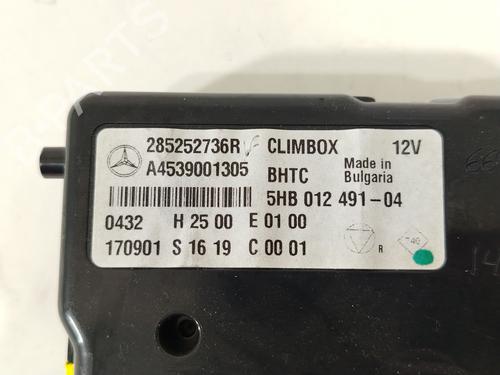 285252736R CLIMBOX 12V
A4539001305 BHTC Made in
Bulgaria
5HB 012 491-04
0432 H 25 00 E 01 00
170901 S 16 19 C 00 01
R